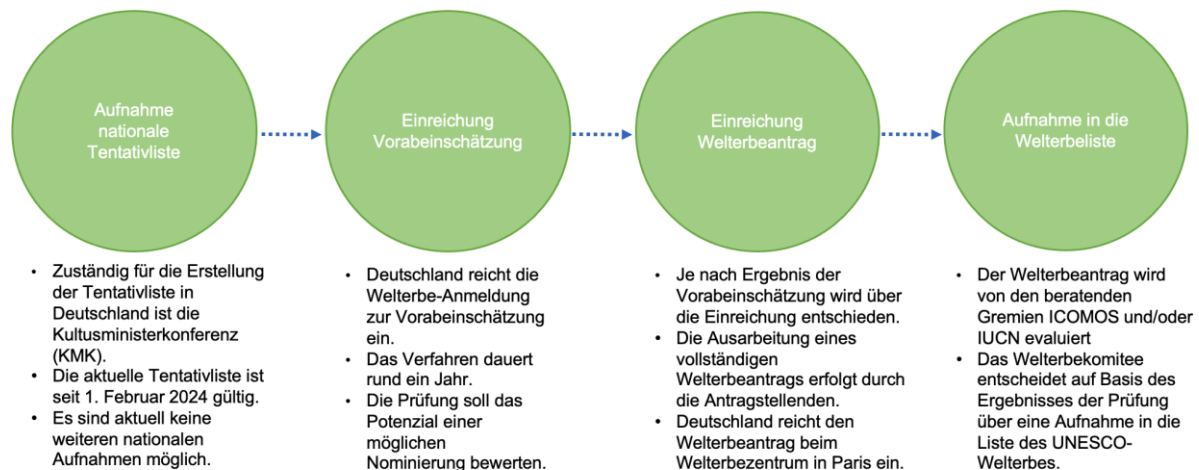 Aufnahme
nationale
Tentativliste
Einreichung
Vorabeinschätzung
Einreichung
Welterbeantrag
Aufnahme in die
Welterbeliste
• Zuständig für die Erstellung
der Tentativliste in
Deutschland ist die
Kultusministerkonferenz
(KMK).
• Die aktuelle Tentativliste ist
seit 1. Februar 2024 gültig.
• Es sind aktuell keine
weiteren nationalen
Aufnahmen möglich.
• Deutschland reicht die
Welterbe-Anmeldung
zur Vorabeinschätzung
ein.
• Das Verfahren dauert
rund ein Jahr.
• Die Prüfung soll das
Potenzial einer
möglichen
Nominierung bewerten.
• Je nach Ergebnis der
Vorabeinschätzung wird über
die Einreichung entschieden.
• Die Ausarbeitung eines
vollständigen
Welterbeantrags erfolgt durch
die Antragstellenden.
• Deutschland reicht den
Welterbeantrag beim
Welterbezentrum in Paris ein.
• Der Welterbeantrag wird
von den beratenden
Gremien ICOMOS und/oder
IUCN evaluiert
• Das Welterbekomitee
entscheidet auf Basis des
Ergebnisses der Prüfung
über eine Aufnahme in die
Liste des UNESCO-
Welterbes.